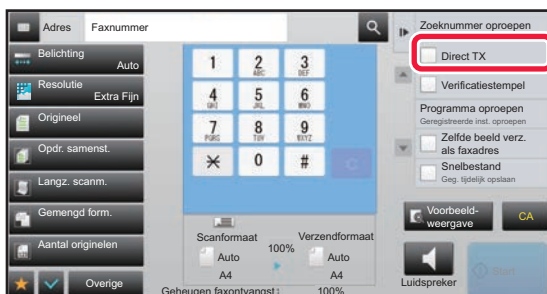 Adres
Faxnummer
Belichting
Auto
Resolutie
Extra Fijn
Origineel
Opdr. samenst.
Langz. scanm.
Gemengd form.
Aantal originelen
Overige
1
2
ABC
3
DEF
4
GHI
5
JKL
6
MNO
7
PQRS
8
TUV
9
WXYZ
0
#
C
Scanformaat
Auto
A4
100%
Verzendformaat
Auto
A4
Geheugen faxontvangst:
100%
Zoeknummer oproepen
Direct TX
Verificatiestempel
Programma oproepen
Geregistreerde inst. oproepen
Zelfde beeld verz.
als faxadres
Snelbestand
Geg. tijdelijk opslaan
Voorbeeld-
weergave
CA
Luidspreker
Start